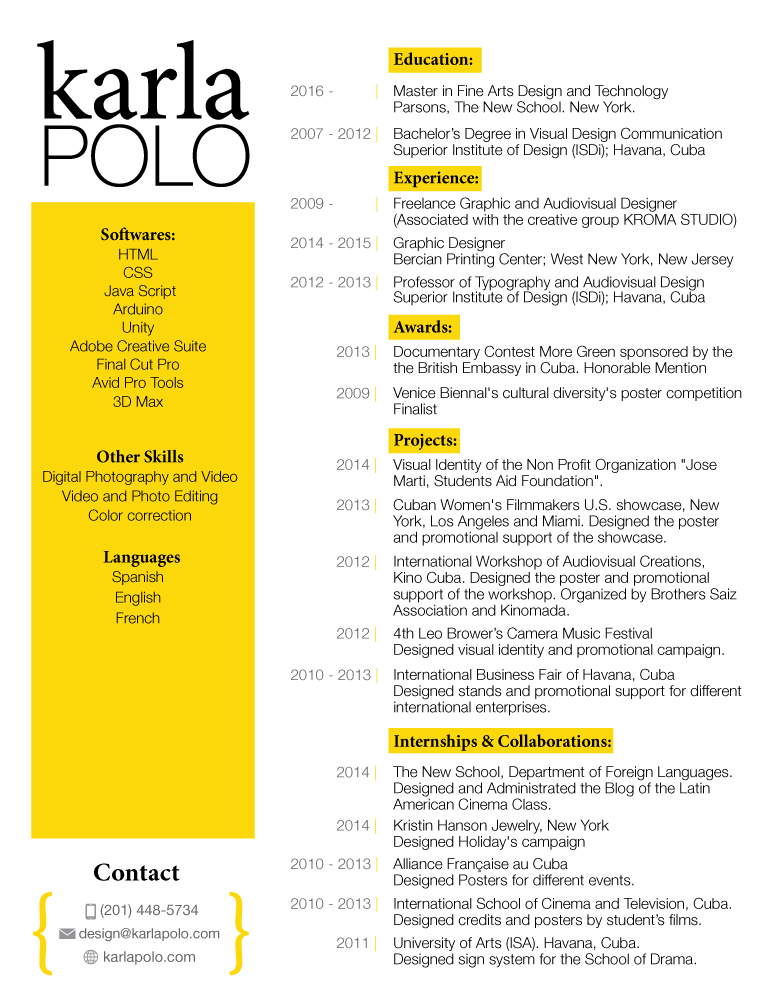 karla
POLO
Softwares:
HTML
CSS
Java Script
Arduino
Unity
Adobe Creative Suite
Final Cut Pro
Avid Pro Tools
3D Max
Other Skills
Digital Photography and Video
Video and Photo Editing
Color correction
Languages
Spanish
English
French
Contact
(201) 448-5734
design@karlapolo.com
karlapolo.com
Education:
2016 - | Master in Fine Arts Design and Technology
Parsons, The New School. New York.
2007 - 2012 | Bachelor's Degree in Visual Design Communication
Superior Institute of Design (ISDi); Havana, Cuba
Experience:
2009 - | Freelance Graphic and Audiovisual Designer
(Associated with the creative group KROMA STUDIO)
2014 - 2015 | Graphic Designer
Bercian Printing Center; West New York, New Jersey
2012 - 2013 | Professor of Typography and Audiovisual Design
Superior Institute of Design (ISDi); Havana, Cuba
Awards:
2013 | Documentary Contest More Green sponsored by the
the British Embassy in Cuba. Honorable Mention
2009 | Venice Biennal's cultural diversity's poster competition
Finalist
Projects:
2014 | Visual Identity of the Non Profit Organization "Jose
Marti, Students Aid Foundation".
2013 | Cuban Women's Filmmakers U.S. showcase, New
York, Los Angeles and Miami. Designed the poster
and promotional support of the showcase.
2012 | International Workshop of Audiovisual Creations,
Kino Cuba. Designed the poster and promotional
support of the workshop. Organized by Brothers Saiz
Association and Kinomada.
2012 | 4th Leo Brower's Camera Music Festival
Designed visual identity and promotional campaign.
2010 - 2013 | International Business Fair of Havana, Cuba
Designed stands and promotional support for different
international enterprises.
Internships & Collaborations:
2014 | The New School, Department of Foreign Languages.
Designed and Administrated the Blog of the Latin
American Cinema Class.
2014 | Kristin Hanson Jewelry, New York
Designed Holiday's campaign
2010 - 2013 | Alliance Française au Cuba
Designed Posters for different events.
2010 - 2013 | International School of Cinema and Television, Cuba.
Designed credits and posters by student's films.
2011 | University of Arts (ISA). Havana, Cuba.
Designed sign system for the School of Drama.